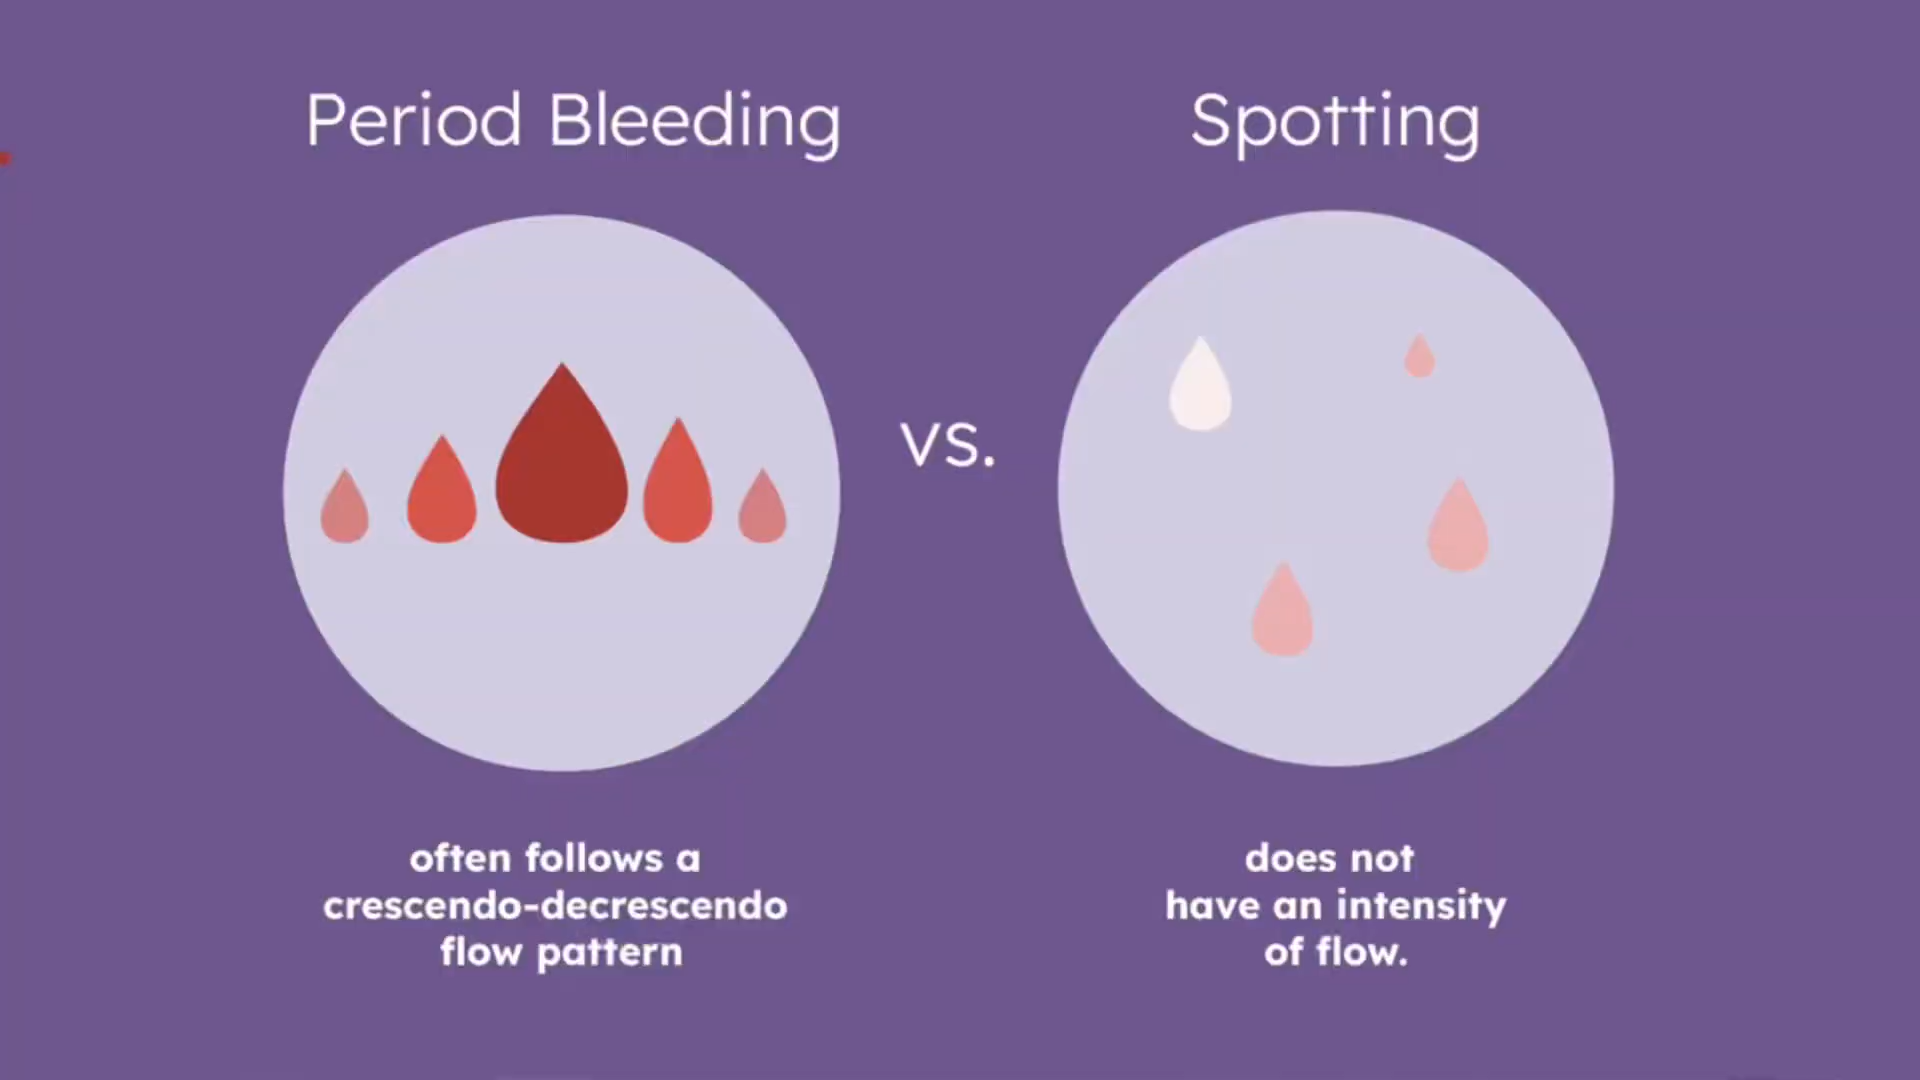 Period Bleeding
often follows a
crescendo-decrescendo
flow pattern
vs.
Spotting
does not
have an intensity
of flow.